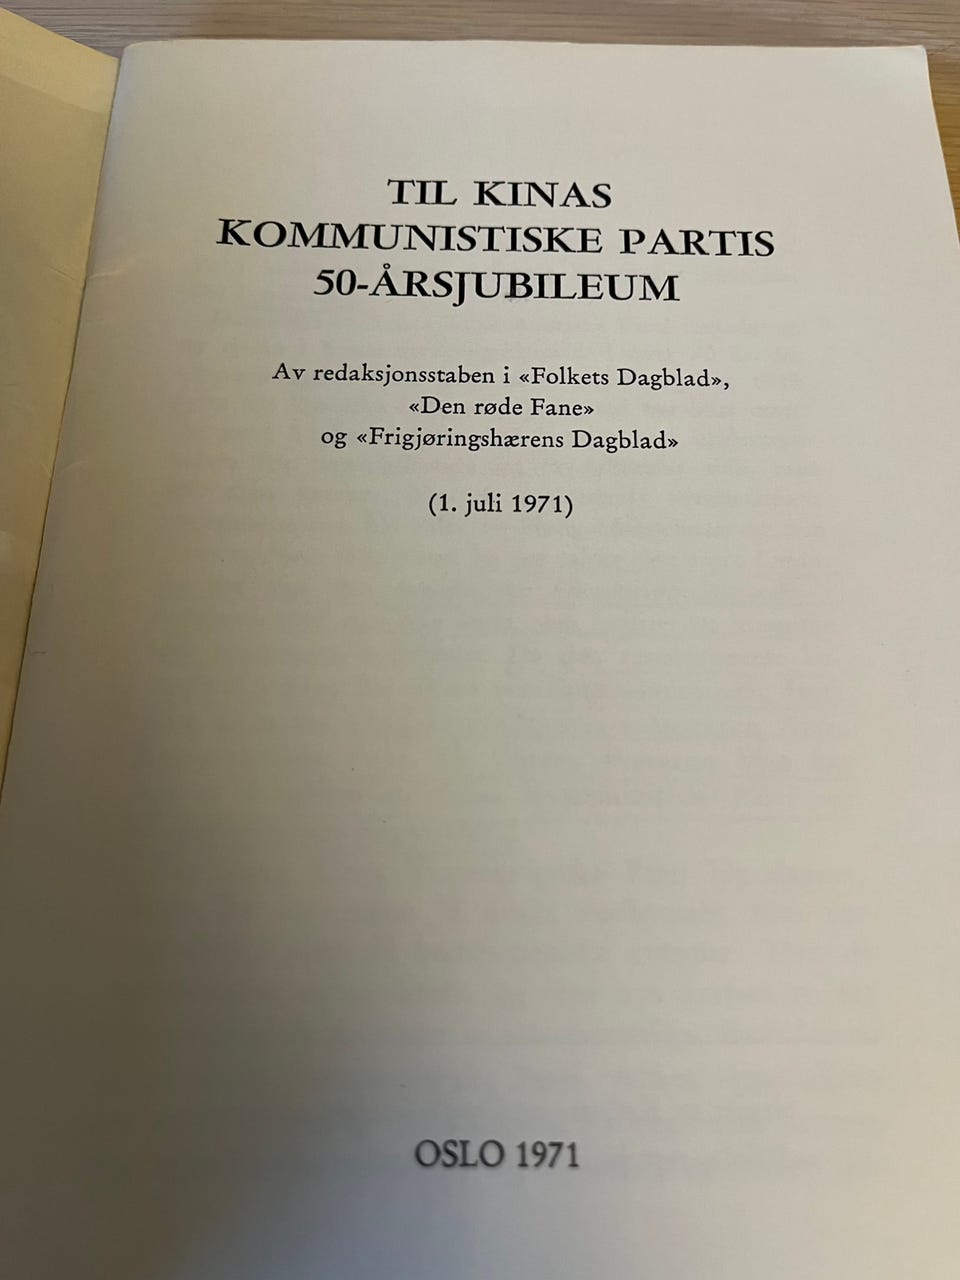 TIL KINAS
KOMMUNISTISKE PARTIS
50-ÅRSJUBILEUM
Av redaksjonsstaben i «Folkets Dagblad»,
«Den røde Fane»
og «Frigjøringshærens Dagblad»
(1. juli 1971)
OSLO 1971